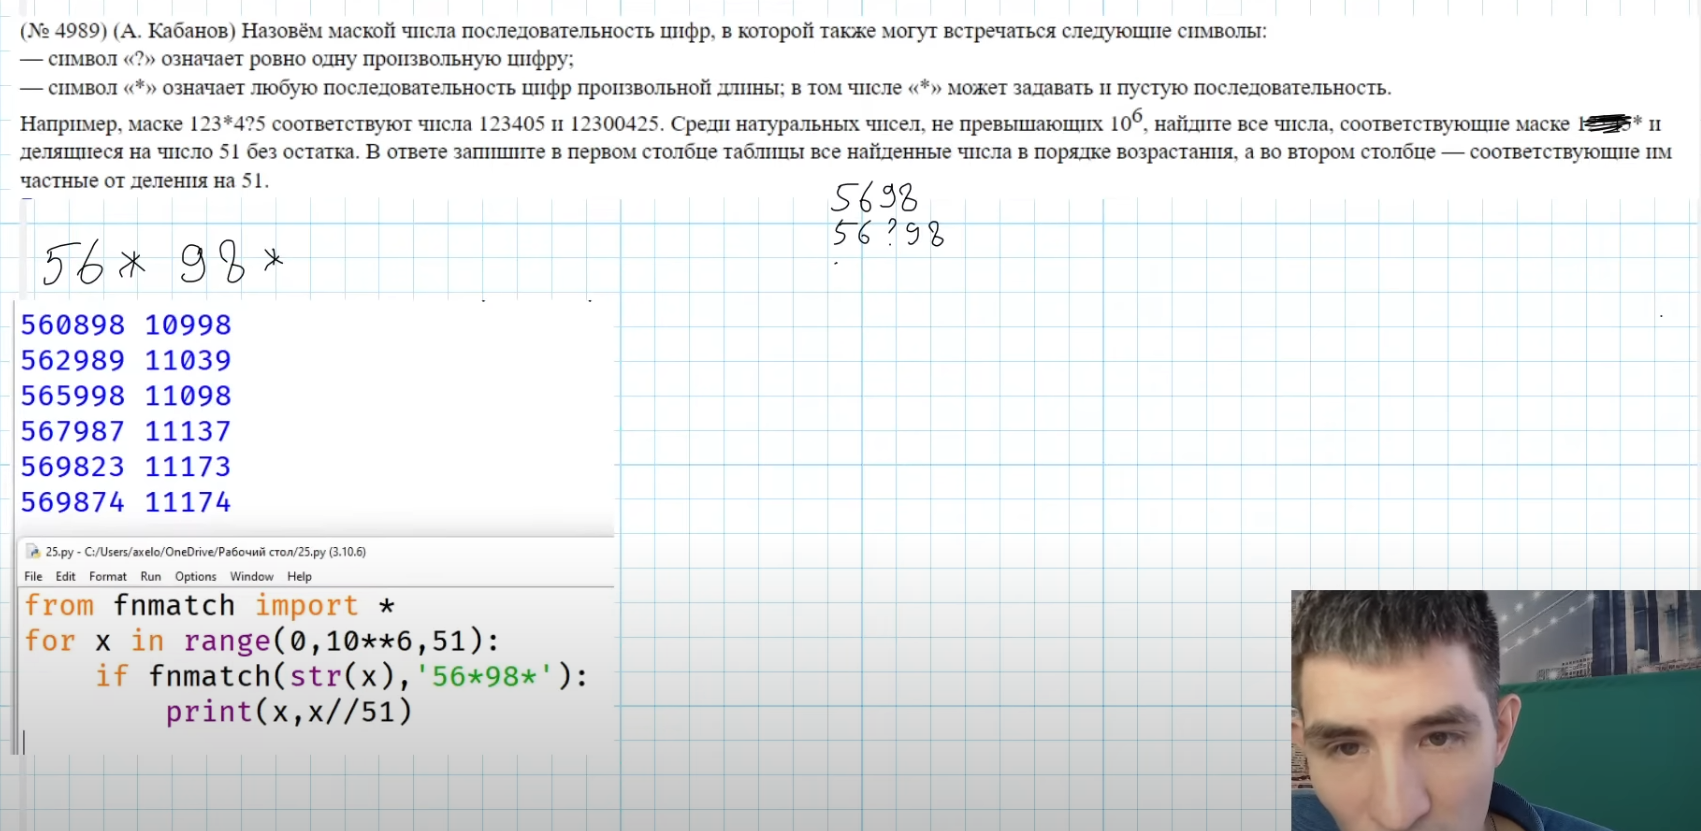 (№ 4989) (А. Кабанов) Назовём маской числа последовательность цифр, в которой также могут встречаться следующие символы:
— символ «?» означает ровно одну произвольную цифру;
— символ «*» означает любую последовательность цифр произвольной длины; в том числе «*» может задавать и пустую последовательность.
Например, маске 123*4?5 соответствуют числа 123405 и 12300425. Среди натуральных чисел, не превышающих 10⁶, найдите все числа, соответствующие маске * и
делящиеся на число 51 без остатка. В ответе запишите в первом столбце таблицы все найденные числа в порядке возрастания, а во втором столбце — соответствующие им
частные от деления на 51.
5698
56?98
56* 98*
560898 10998
562989 11039
565998 11098
567987 11137
569823 11173
569874 11174
25.py - C:/Users/axelo/OneDrive/Рабочий стол/25.py (3.10.6)
File Edit Format Run Options Window Help
from fnmatch import *
for x in range(0,10**6,51):
    if fnmatch(str(x),'56*98*'):
        print(x,x//51)